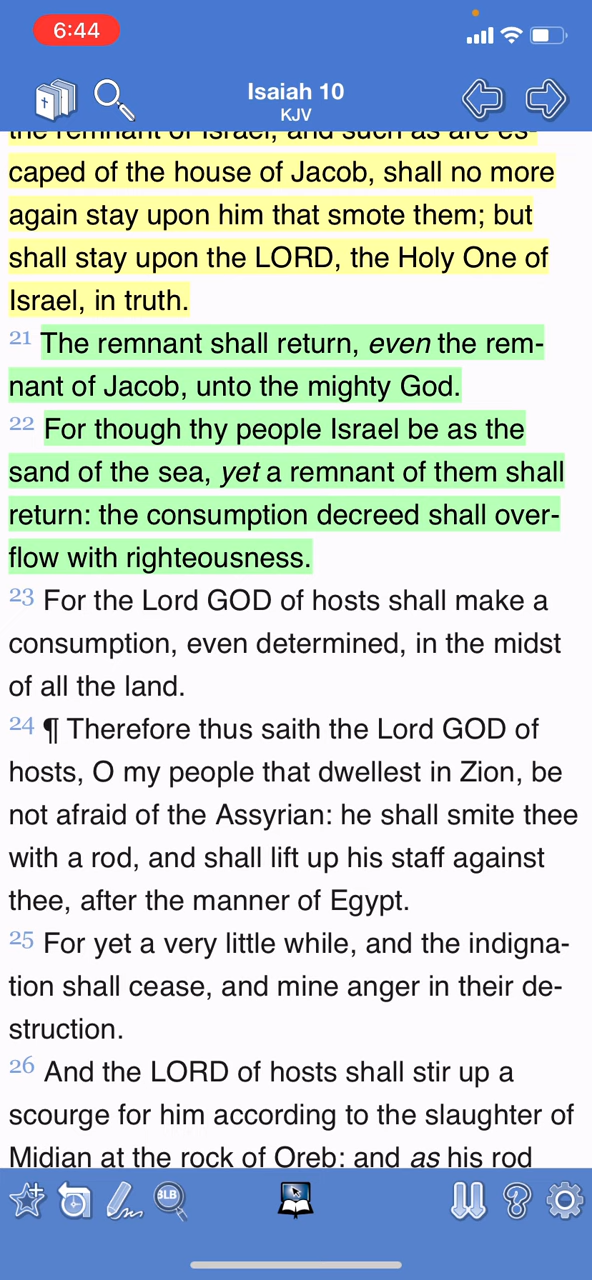 6:44
Isaiah 10
KJV
the remnant of Israel, and such as are es-
caped of the house of Jacob, shall no more
again stay upon him that smote them; but
shall stay upon the LORD, the Holy One of
Israel, in truth.
21 The remnant shall return, even the rem-
nant of Jacob, unto the mighty God.
22 For though thy people Israel be as the
sand of the sea, yet a remnant of them shall
return: the consumption decreed shall over-
flow with righteousness.
23 For the Lord GOD of hosts shall make a
consumption, even determined, in the midst
of all the land.
24 ¶ Therefore thus saith the Lord GOD of
hosts, O my people that dwellest in Zion, be
not afraid of the Assyrian: he shall smite thee
with a rod, and shall lift up his staff against
thee, after the manner of Egypt.
25 For yet a very little while, and the indigna-
tion shall cease, and mine anger in their de-
struction.
26 And the LORD of hosts shall stir up a
scourge for him according to the slaughter of
Midian at the rock of Oreb: and as his rod
BLB